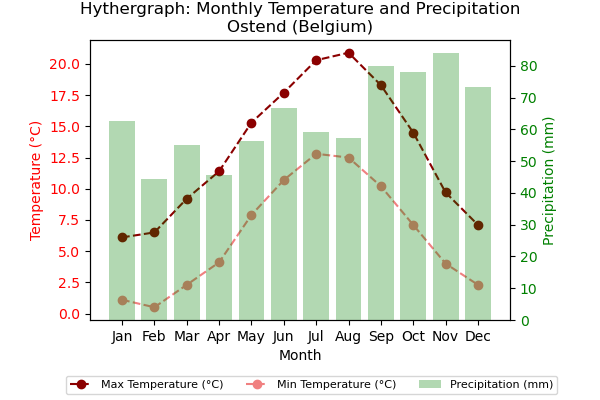 Hythergraph: Monthly Temperature and Precipitation
Ostend (Belgium)
Temperature (°C)
20.0
17.5
15.0
12.5
10.0
7.5
5.0
2.5
0.0
Precipitation (mm)
80
70
60
50
40
30
20
10
0
Jan Feb Mar Apr May Jun Jul Aug Sep Oct Nov Dec
Month
Max Temperature (°C) Min Temperature (°C) Precipitation (mm)